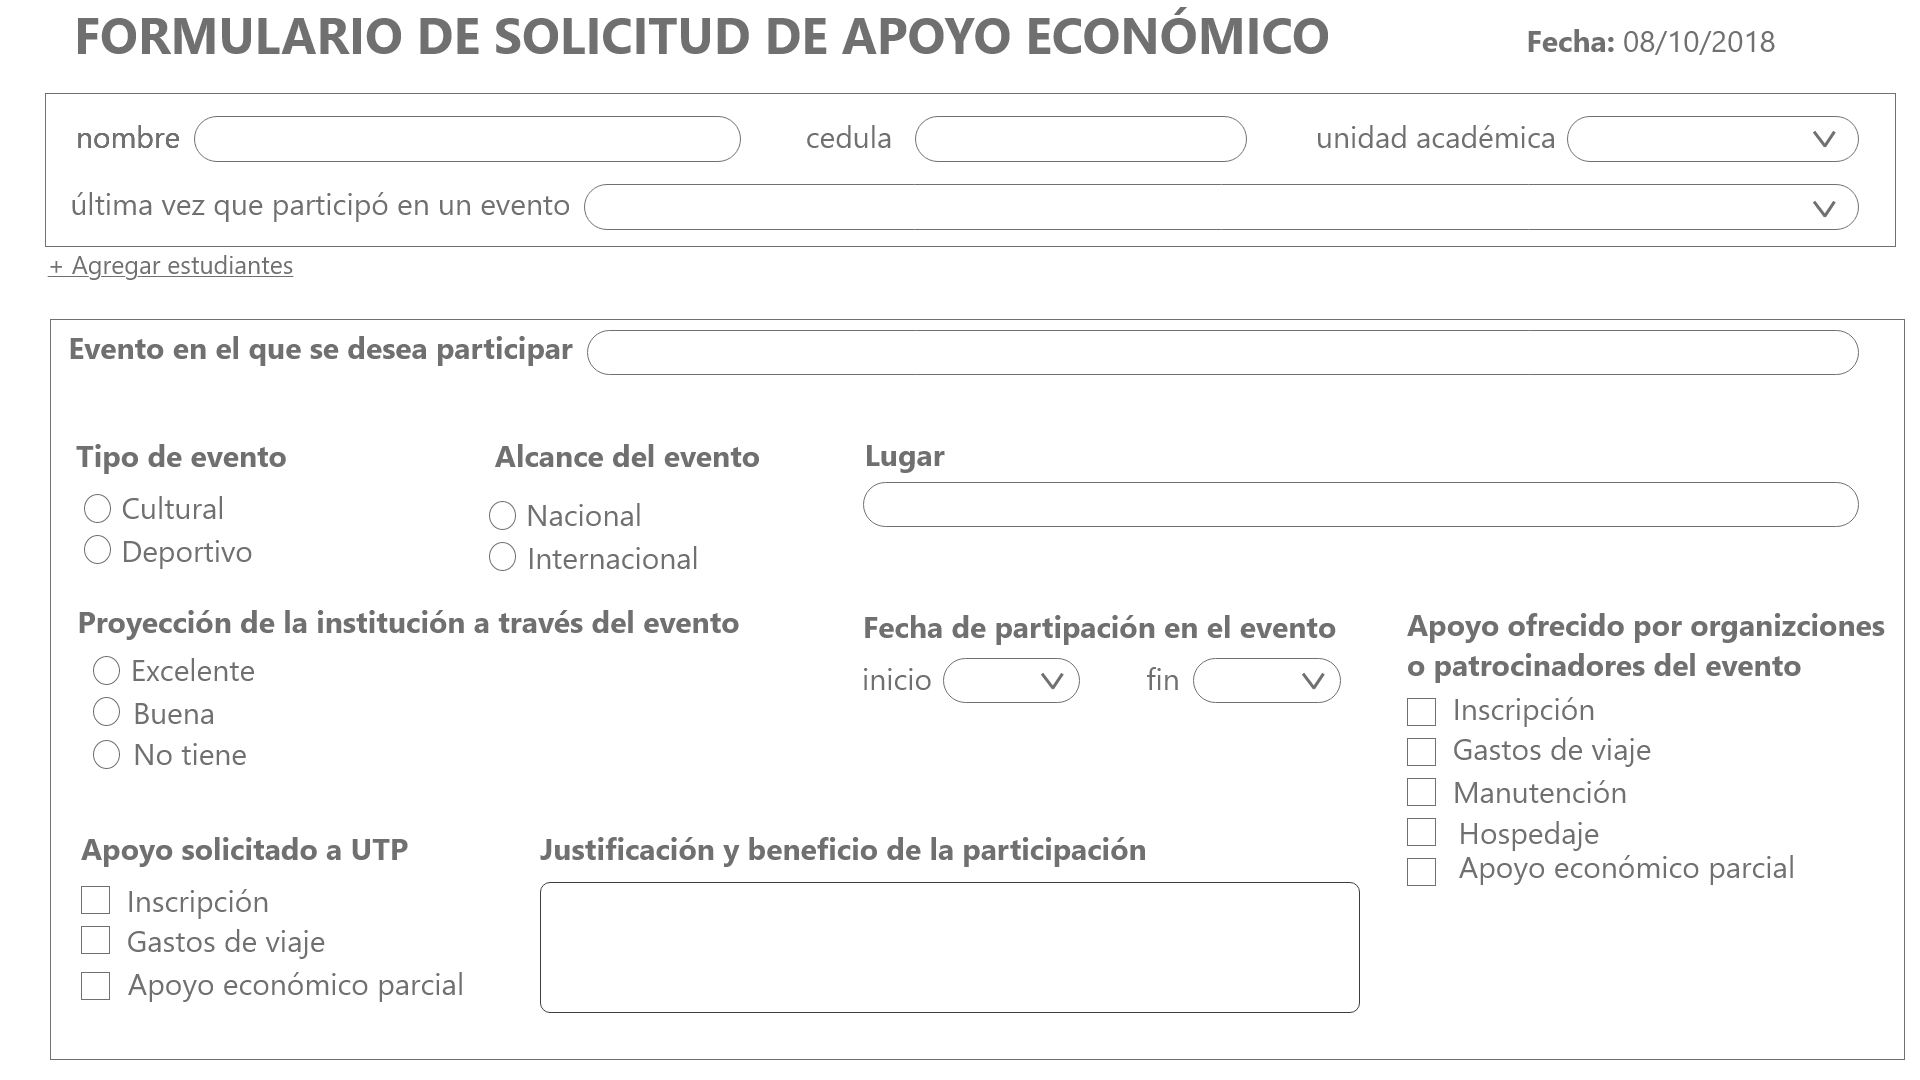 FORMULARIO DE SOLICITUD DE APOYO ECONÓMICO
Fecha: 08/10/2018
nombre
cedula
unidad académica
última vez que participó en un evento
+ Agregar estudiantes
Evento en el que se desea participar
Tipo de evento
Cultural
Deportivo
Alcance del evento
Nacional
Internacional
Lugar
Proyección de la institución a través del evento
Excelente
Buena
No tiene
Fecha de partipación en el evento
inicio
fin
Apoyo ofrecido por organizciones
o patrocinadores del evento
Inscripción
Gastos de viaje
Manutención
Hospedaje
Apoyo económico parcial
Apoyo solicitado a UTP
Inscripción
Gastos de viaje
Apoyo económico parcial
Justificación y beneficio de la participación